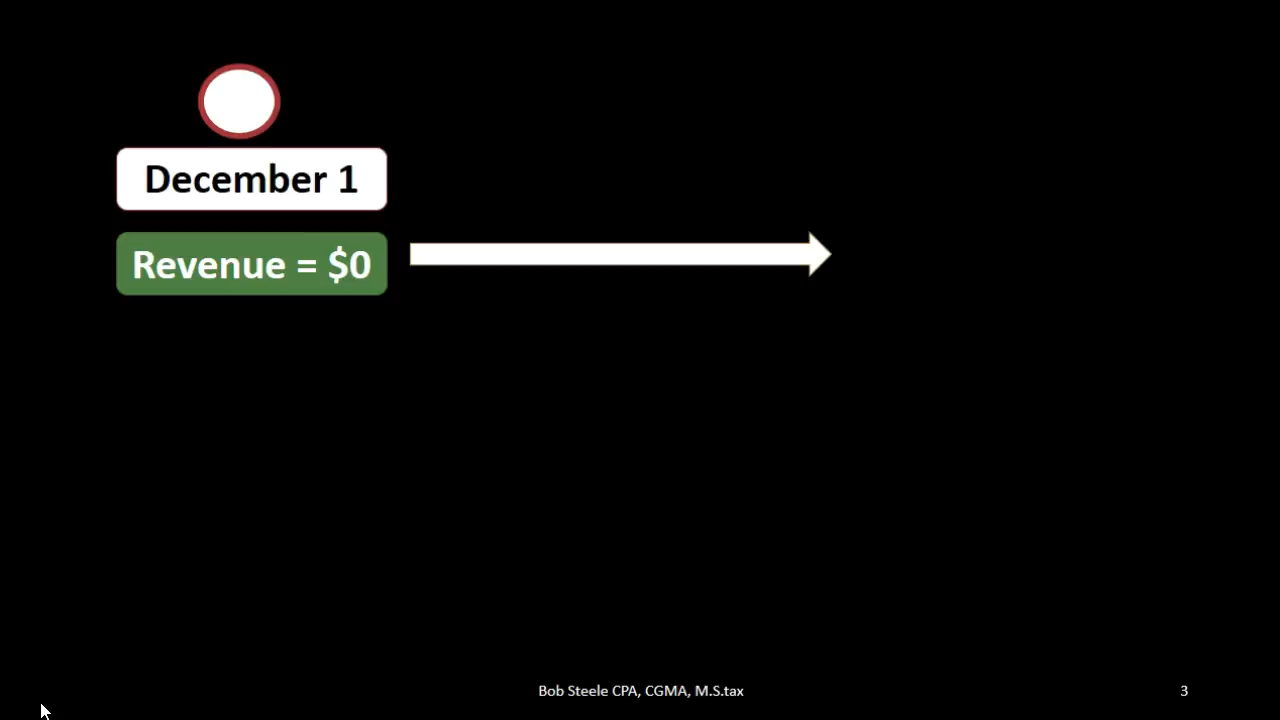 December 1
Revenue = $0
Bob Steele CPA, CGMA, M.S.tax
3